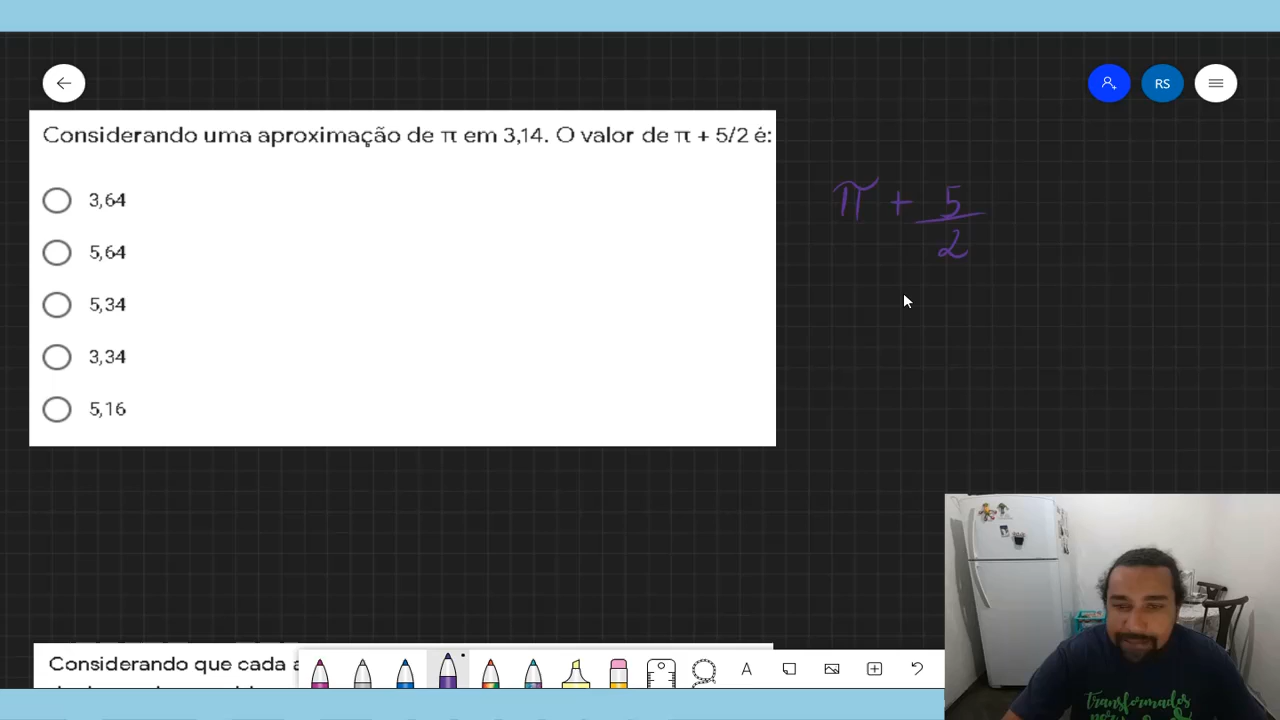 RS
Considerando uma aproximação de π em 3,14. O valor de π + 5/2 é:
3,64
5,64
5,34
3,34
5,16
π + 5/2
Considerando que cada a
A
transformados